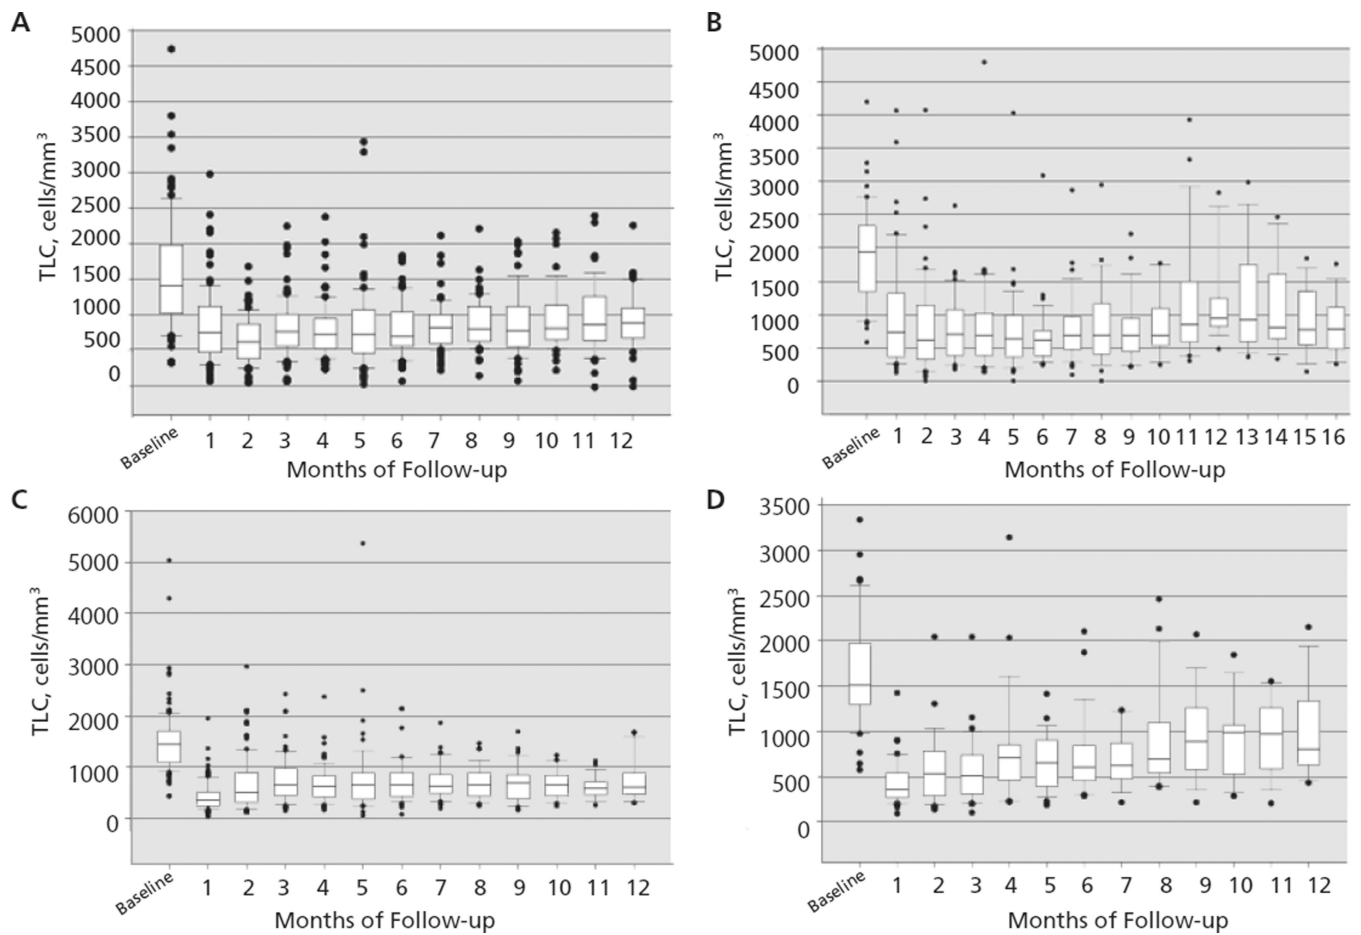 A
TLC, cells/mm³
5000
4500
4000
3500
3000
2500
2000
1500
1000
500
0
Baseline 1 2 3 4 5 6 7 8 9 10 11 12
Months of Follow-up
B
TLC, cells/mm³
5000
4500
4000
3500
3000
2500
2000
1500
1000
500
0
Baseline 1 2 3 4 5 6 7 8 9 10 11 12 13 14 15 16
Months of Follow-up
C
TLC, cells/mm³
6000
5000
4000
3000
2000
1000
0
Baseline 1 2 3 4 5 6 7 8 9 10 11 12
Months of Follow-up
D
TLC, cells/mm³
3500
3000
2500
2000
1500
1000
500
0
Baseline 1 2 3 4 5 6 7 8 9 10 11 12
Months of Follow-up